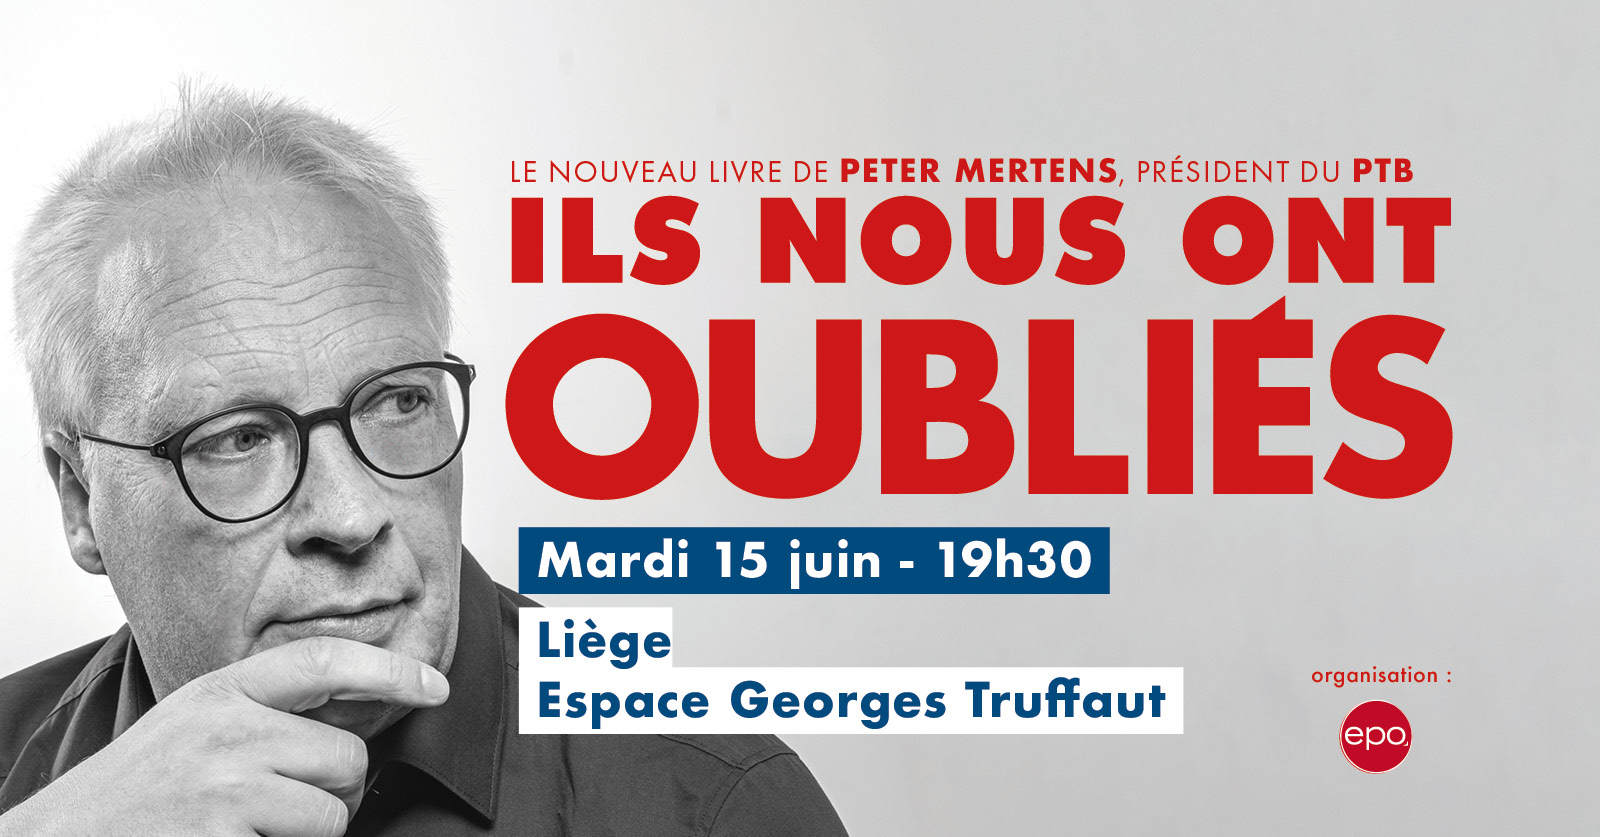 LE NOUVEAU LIVRE DE PETER MERTENS, PRÉSIDENT DU PTB
ILS NOUS ONT
OUBLIÉS
Mardi 15 juin - 19h30
Liège
Espace Georges Truffaut
organisation :
epo